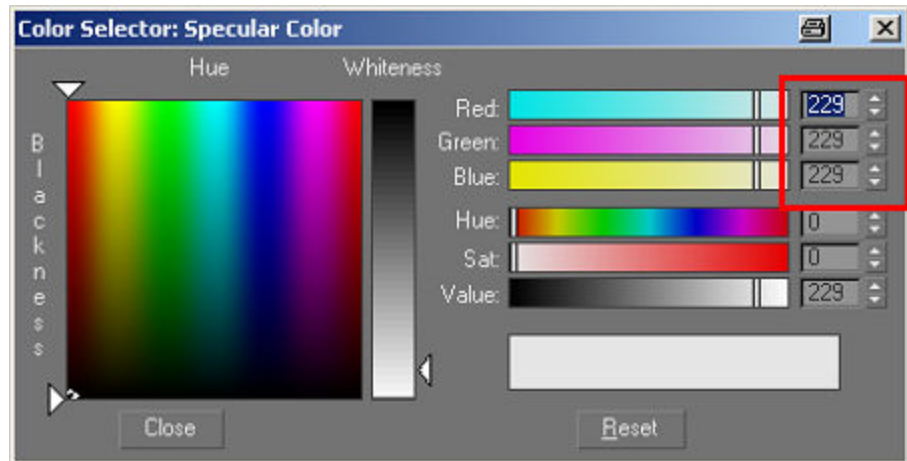 Color Selector: Specular Color
Hue Whiteness
Blackness
Red: 229
Green: 229
Blue: 229
Hue: 0
Sat: 0
Value: 229
Close
Reset